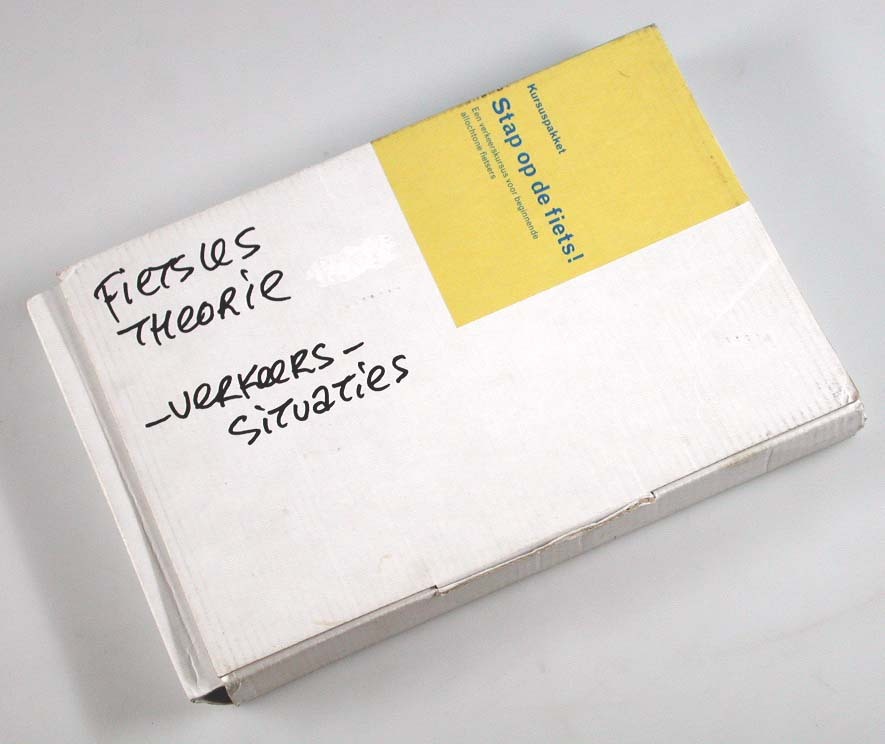 Kursuspakket
Stap op de fiets!
Een verkeerskursus voor beginnende
allochtone fietsers
FIETSLES
THEORIE
-VERKEERS-
SITUATIES